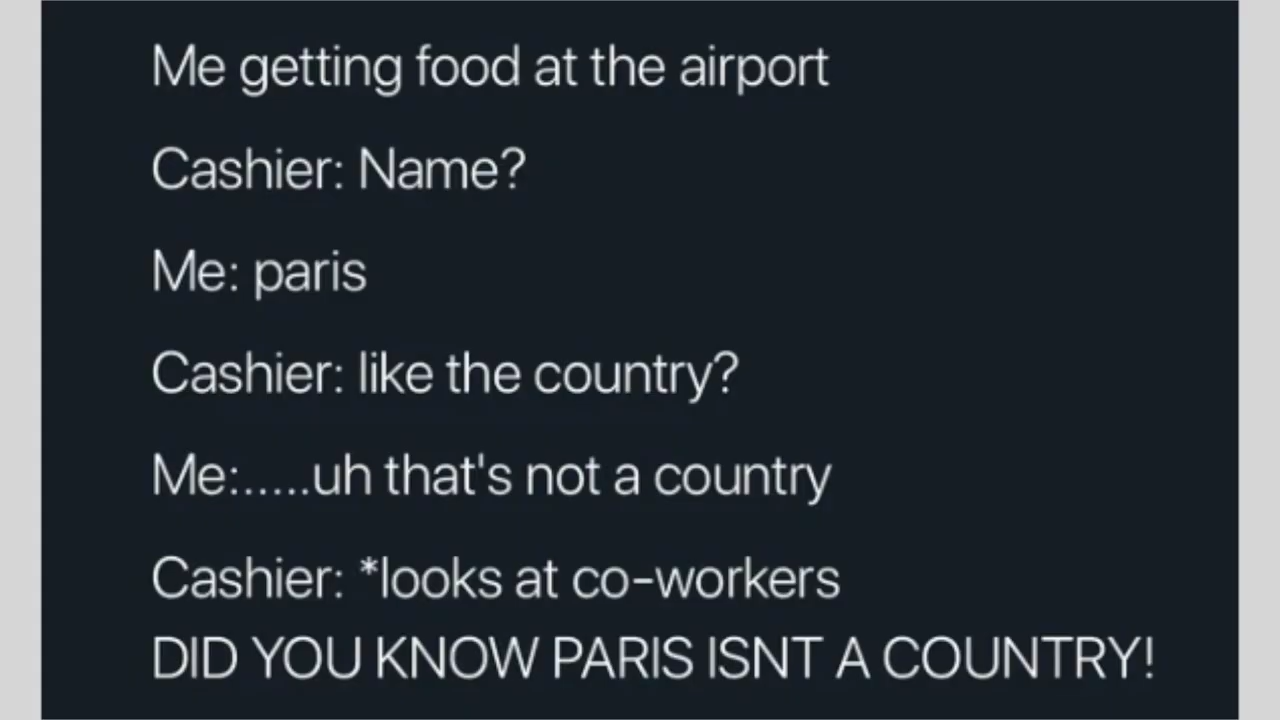 Me getting food at the airport
Cashier: Name?
Me: paris
Cashier: like the country?
Me:.....uh that's not a country
Cashier: *looks at co-workers
DID YOU KNOW PARIS ISNT A COUNTRY!